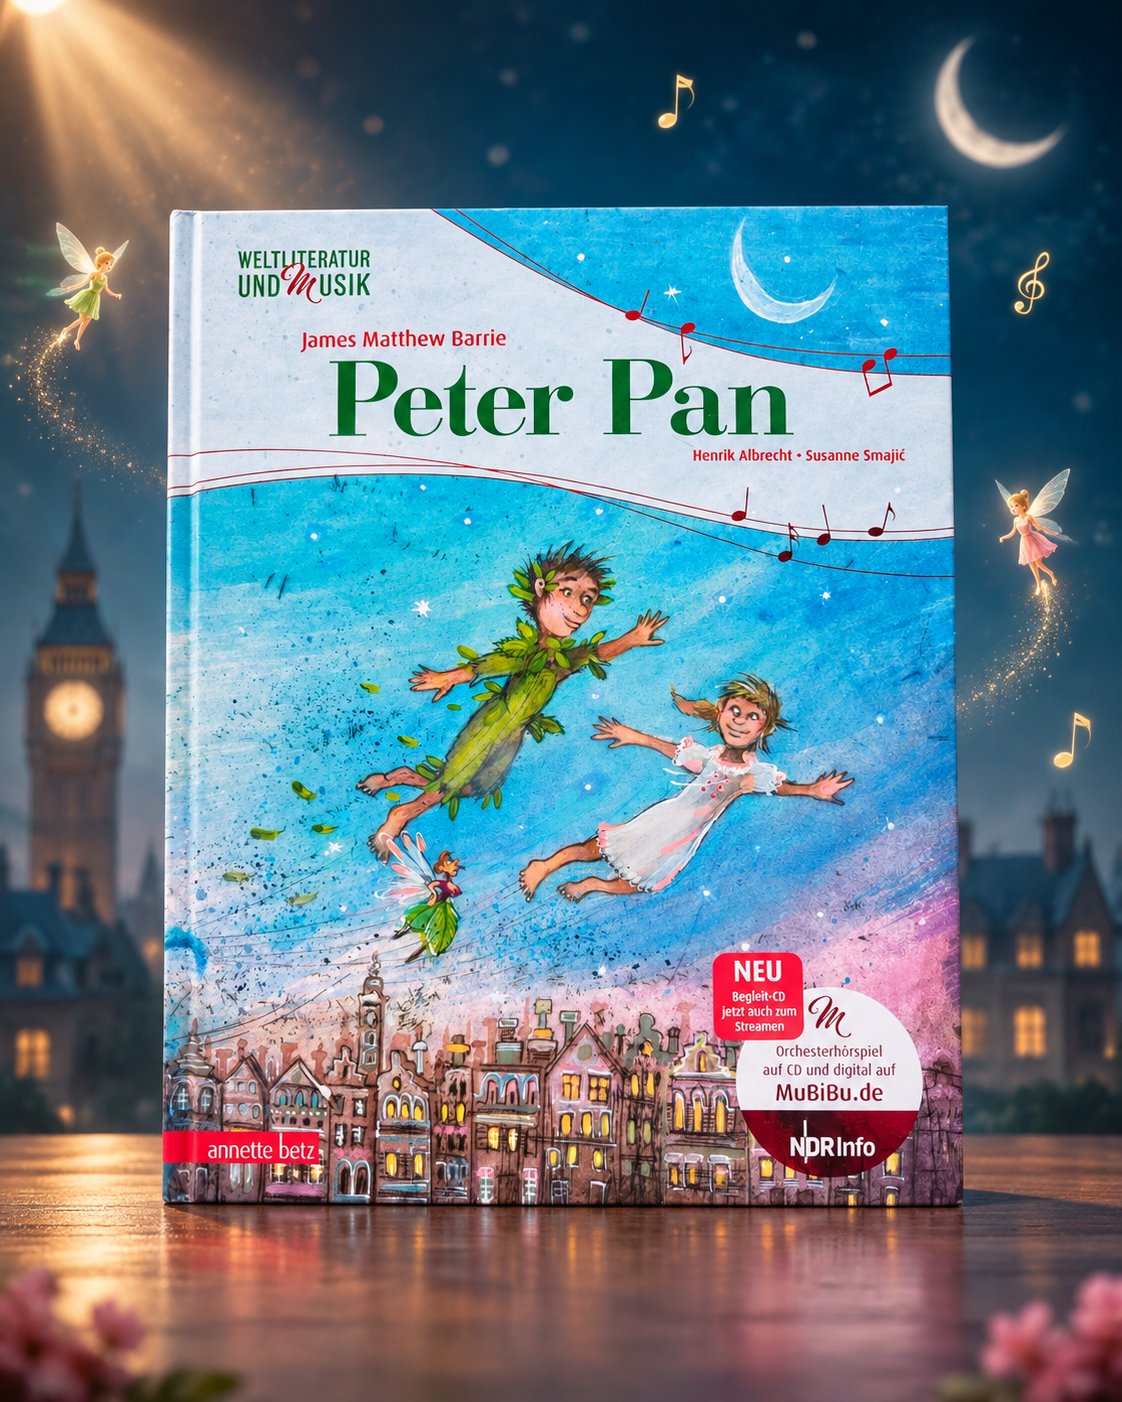 WELTLITERATUR
UND MUSIK
James Matthew Barrie
Peter Pan
Henrik Albrecht • Susanne Smajić
NEU
Begleit-CD
jetzt auch zum
Streamen
M
Orchesterhörspiel
auf CD und digital auf
MuBiBu.de
NDR Info
annette betz